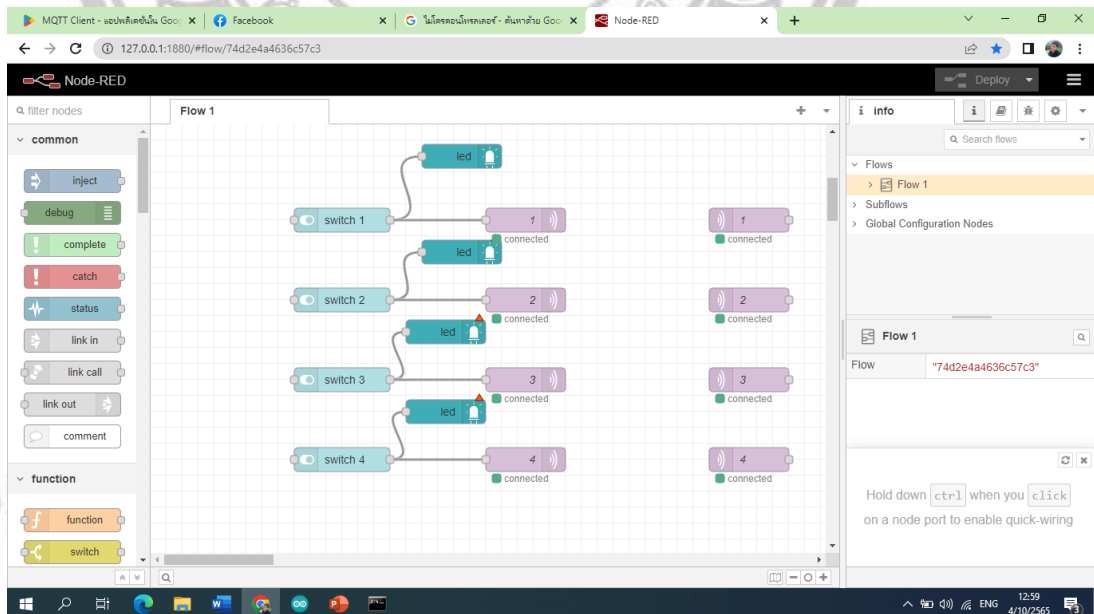 MQTT Client - แอปพลิเคชันใน Goo
Facebook
ไมโครคอนโทรลเลอร์ - ค้นหาด้วย Goo
Node-RED
127.0.0.1:1880/#flow/74d2e4a4636c57c3
Node-RED
Deploy
filter nodes
Flow 1
info
i
Search flows
common
inject
debug
complete
catch
status
link in
link call
link out
comment
function
function
switch
led
switch 1
1
connected
1
connected
led
switch 2
2
connected
2
connected
led
switch 3
3
connected
3
connected
led
switch 4
4
connected
4
connected
Flows
Flow 1
Subflows
Global Configuration Nodes
Flow 1
Flow "74d2e4a4636c57c3"
Hold down ctrl when you click
on a node port to enable quick-wiring
ENG
12:59
4/10/2565
3